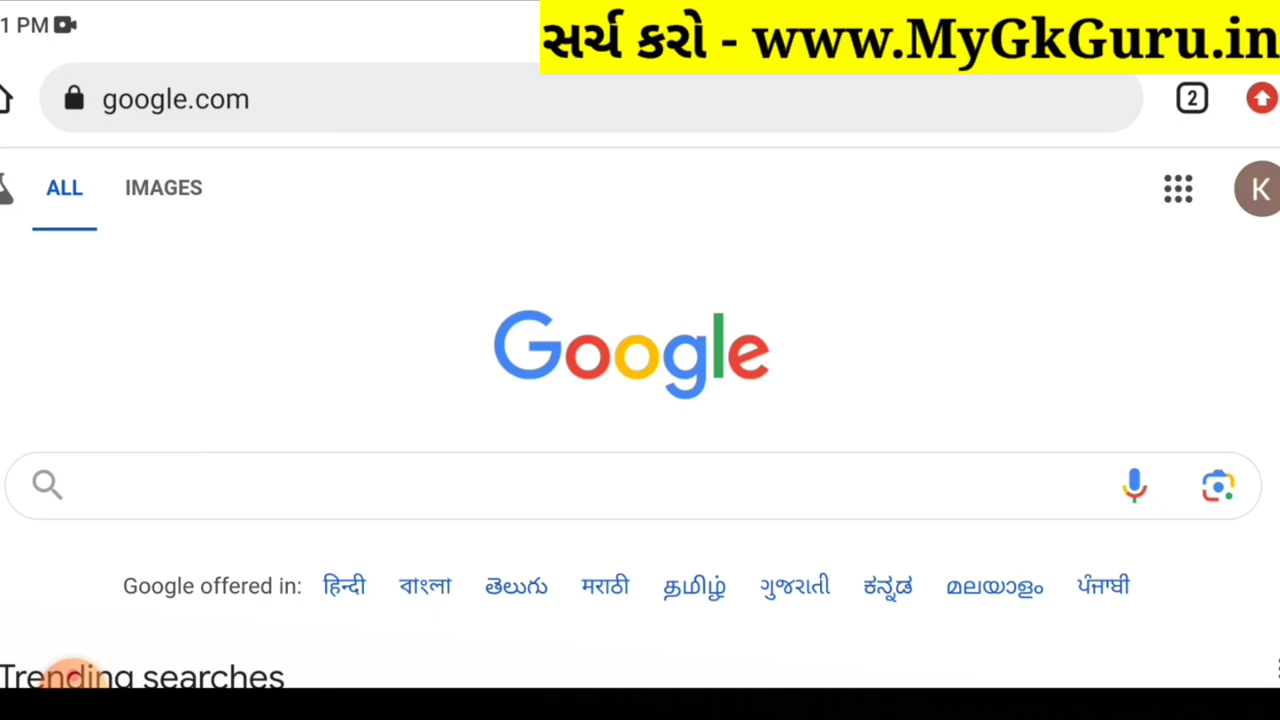 1 PM
સર્ચ કરો - www.MyGkGuru.in
google.com
2
ALL IMAGES
K
Google
Google offered in: हिन्दी বাংলা తెలుగు मराठी தமிழ் ગુજરાતી ಕನ್ನಡ മലയാളം ਪੰਜਾਬੀ
Trending searches